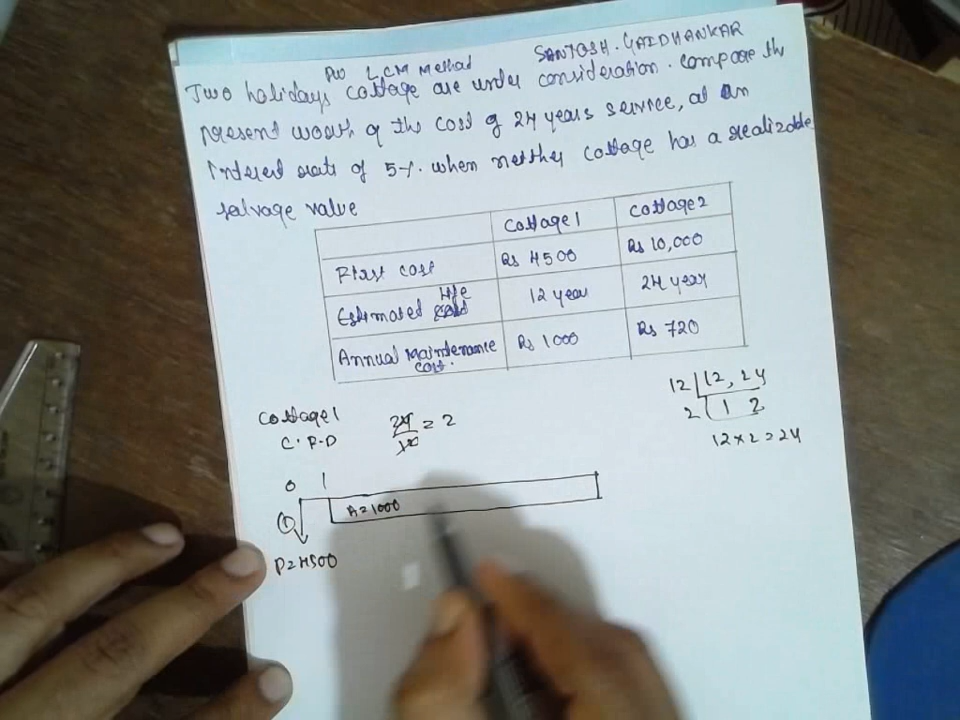 PW LCM Method SANTOSH. GAIDHANKAR
Two holidays cottage are under consideration. compare the
present worth of the cost of 24 years service, at an
Interest rate of 5%. when neither cottage has a realizable
salvage value
Cottage 1 Cottage 2
First cost Rs 4500 Rs 10,000
Estimated life 12 year 24 year
Annual Maintenance cost. Rs 1000 Rs 720
12 12, 24
2 1 2
12 x 2 = 24
Cottage 1
C.F.D
24/12 = 2
0 1
A = 1000
1
P = 4500